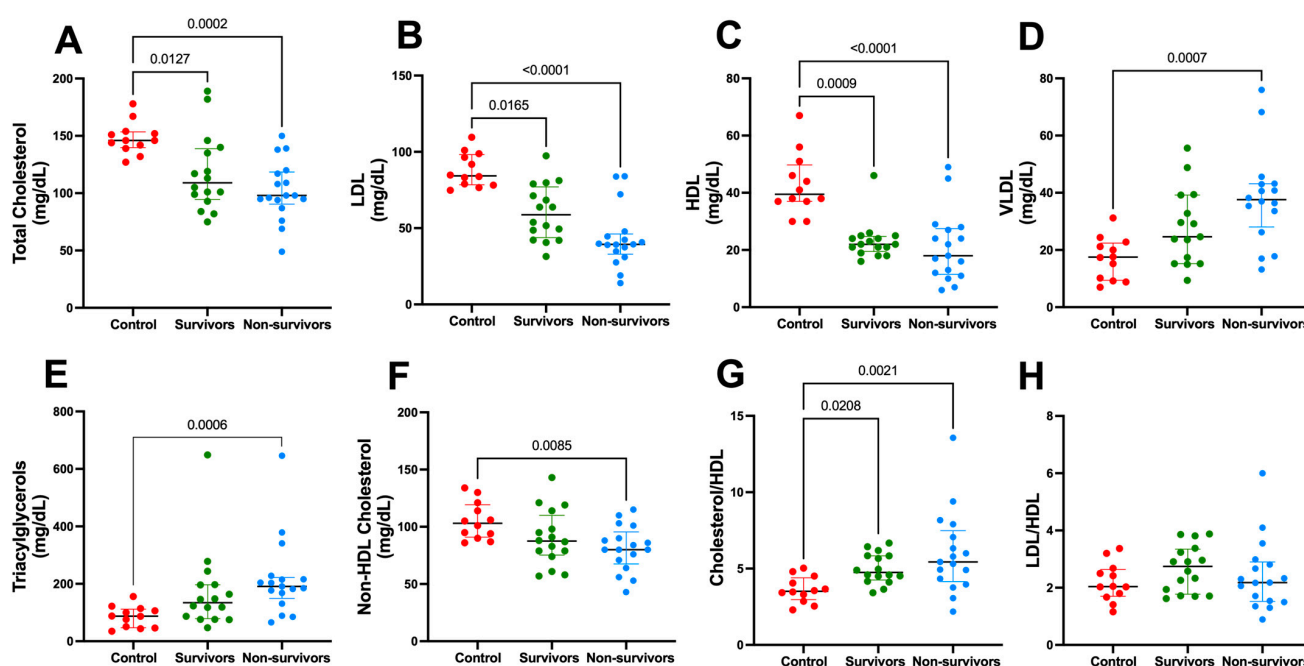 A
0.0002
0.0127
Total Cholesterol
(mg/dL)
200
150
100
50
0
Control Survivors Non-survivors
B
<0.0001
0.0165
LDL
(mg/dL)
150
100
50
0
Control Survivors Non-survivors
C
<0.0001
0.0009
HDL
(mg/dL)
80
60
40
20
0
Control Survivors Non-survivors
D
0.0007
VLDL
(mg/dL)
80
60
40
20
0
Control Survivors Non-survivors
E
0.0006
Triacylglycerols
(mg/dL)
800
600
400
200
0
Control Survivors Non-survivors
F
0.0085
Non-HDL Cholesterol
(mg/dL)
200
150
100
50
0
Control Survivors Non-survivors
G
0.0021
0.0208
Cholesterol/HDL
15
10
5
0
Control Survivors Non-survivors
H
LDL/HDL
8
6
4
2
0
Control Survivors Non-survivors